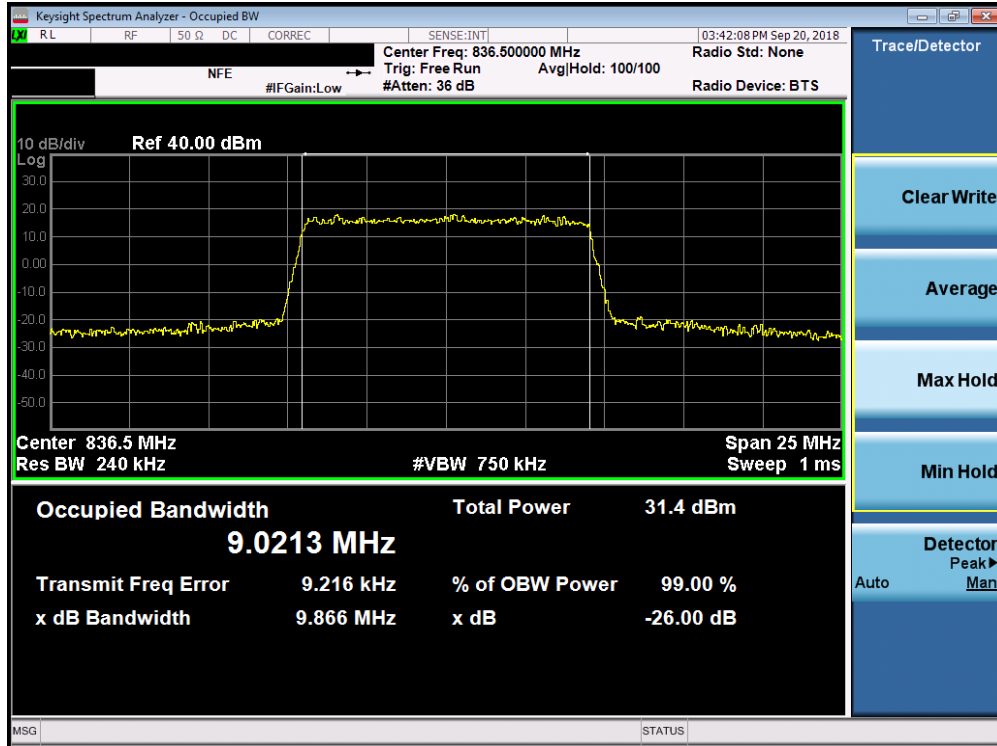 Keysight Spectrum Analyzer - Occupied BW
LXI RL RF 50 Ω DC CORREC SENSE:INT 03:42:08 PM Sep 20, 2018
Center Freq: 836.500000 MHz Radio Std: None
NFE Trig: Free Run Avg|Hold: 100/100
#IFGain:Low #Atten: 36 dB Radio Device: BTS
10 dB/div Ref 40.00 dBm
Log
30.0
20.0
10.0
0.00
-10.0
-20.0
-30.0
-40.0
-50.0
Center 836.5 MHz Span 25 MHz
Res BW 240 kHz #VBW 750 kHz Sweep 1 ms
Occupied Bandwidth Total Power 31.4 dBm
9.0213 MHz
Transmit Freq Error 9.216 kHz % of OBW Power 99.00 %
x dB Bandwidth 9.866 MHz x dB -26.00 dB
MSG STATUS
Trace/Detector
Clear Write
Average
Max Hold
Min Hold
Detector
Peak▶
Auto Man